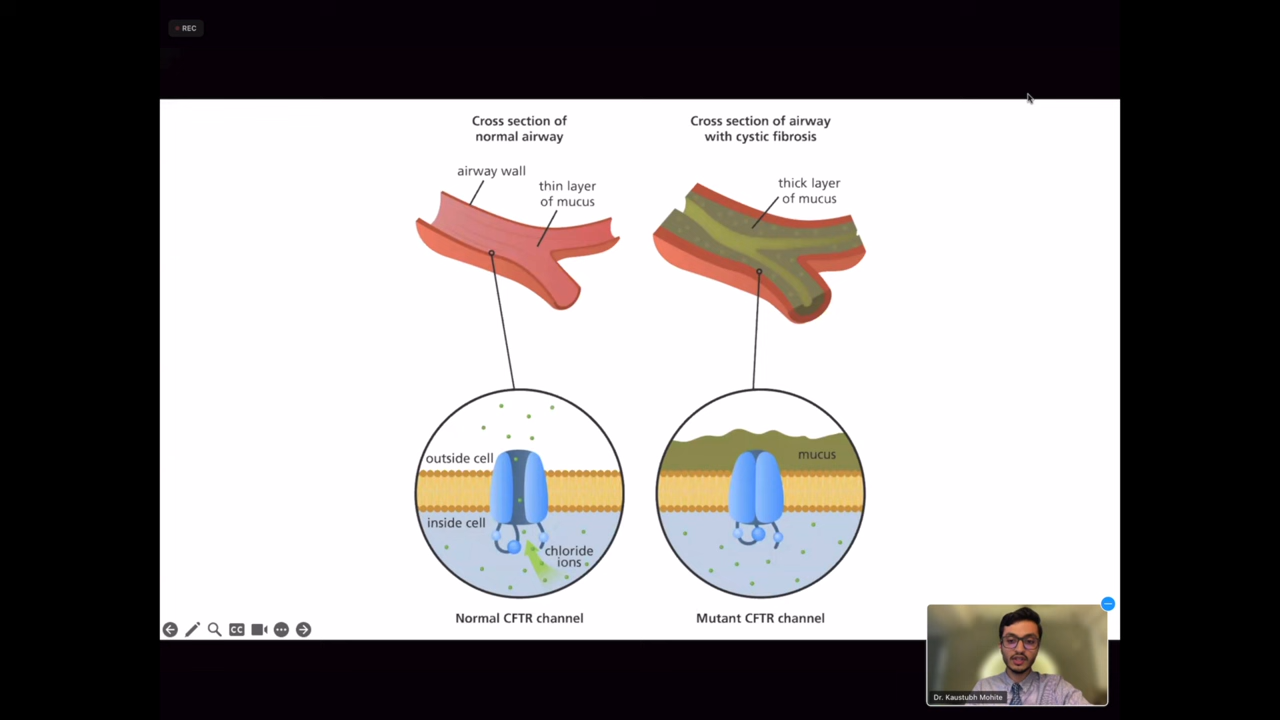 REC
Cross section of
normal airway
Cross section of airway
with cystic fibrosis
airway wall
thin layer
of mucus
thick layer
of mucus
outside cell
inside cell
chloride
ions
mucus
Normal CFTR channel
Mutant CFTR channel
CC
Dr. Kaustubh Mohite